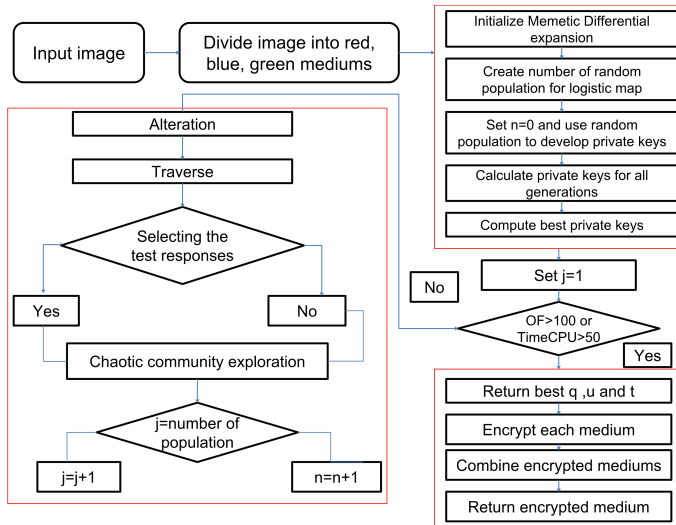 Input image
Divide image into red,
blue, green mediums
Initialize Memetic Differential
expansion
Create number of random
population for logistic map
Set n=0 and use random
population to develop private keys
Calculate private keys for all
generations
Compute best private keys
Set j=1
No
OF>100 or
TimeCPU>50
Yes
Return best q ,u and t
Encrypt each medium
Combine encrypted mediums
Return encrypted medium
Alteration
Traverse
Selecting the
test responses
Yes
No
Chaotic community exploration
j=number of
population
j=j+1
n=n+1